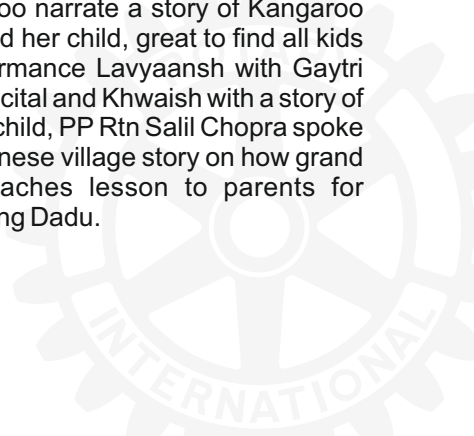 oo narrate a story of Kangaroo
d her child, great to find all kids
rmance Lavyaansh with Gaytri
cital and Khwaish with a story of
child, PP Rtn Salil Chopra spoke
nese village story on how grand
aches lesson to parents for
ng Dadu.
INTERNATIONAL